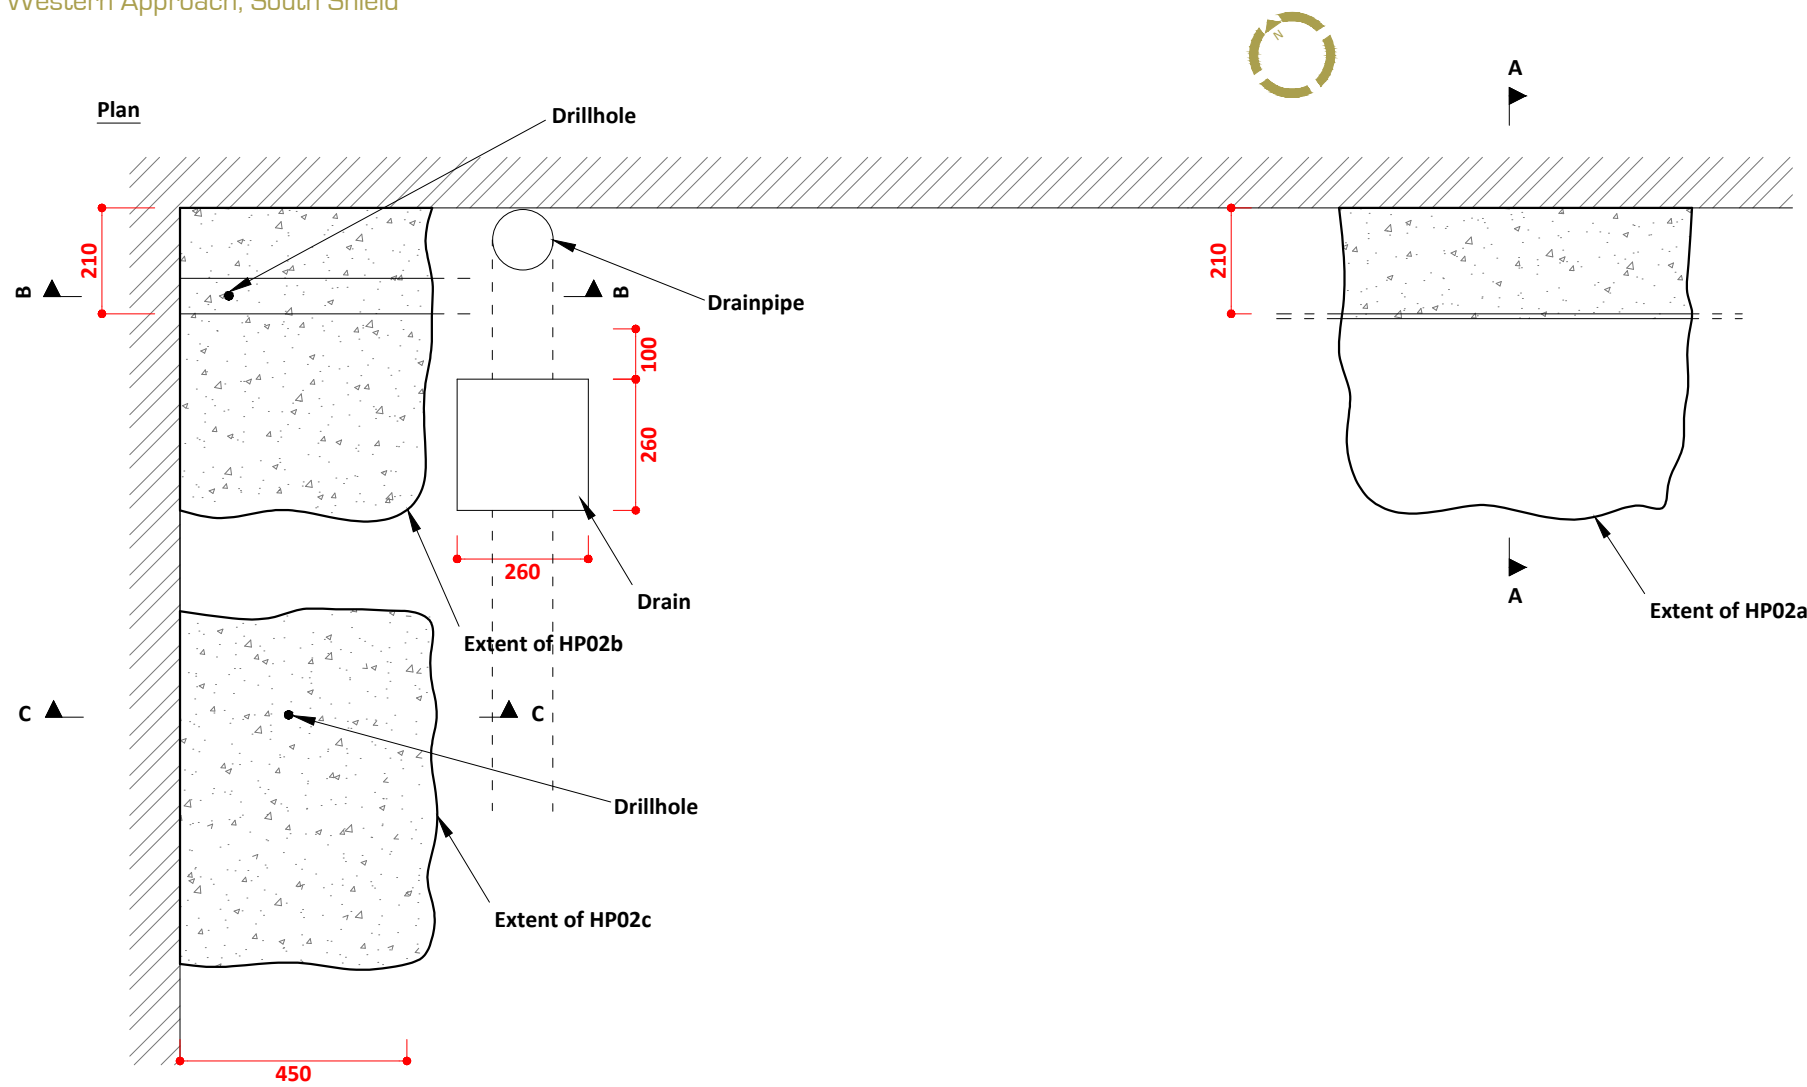 Western Approach, South Shield
N
A
Plan
Drillhole
210
210
B
B
Drainpipe
100
260
260
Drain
A
Extent of HP02a
Extent of HP02b
C
C
Drillhole
Extent of HP02c
450